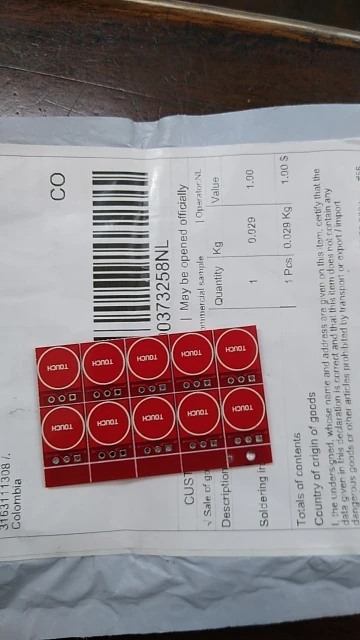 CO
0373258NL
3163111308 /.
Colombia
May be opened officially
Operator:NL
mmercial sample
CUST
√ Sale of go
Description
Quantity
Kg
Value
Soldering
1
0.029
1.00
1 Pcs
0.029 Kg
1.00 $
Totals of contents
Country of origin of goods
I, the undersigned, whose name and address are given on this item, certify that the
data given in this declaration is correct and that this item does not contain any
dangerous goods or other articles prohibited by transport or export / import
TOUCH
TOUCH
TOUCH
TOUCH
TOUCH
TOUCH
TOUCH
TOUCH
TOUCH
TOUCH